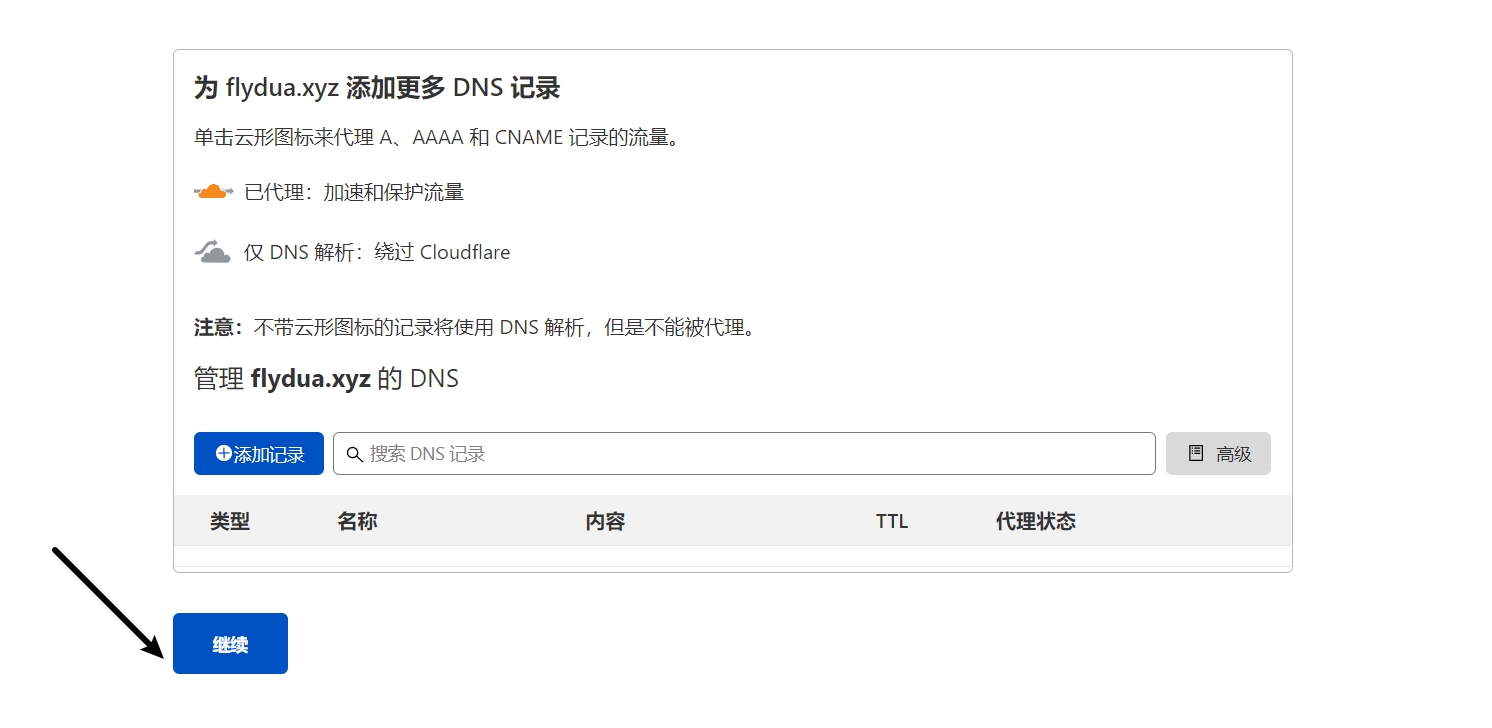 为 flydua.xyz 添加更多 DNS 记录
单击云形图标来代理 A、AAAA 和 CNAME 记录的流量。
已代理：加速和保护流量
仅 DNS 解析：绕过 Cloudflare
注意：不带云形图标的记录将使用 DNS 解析，但是不能被代理。
管理 flydua.xyz 的 DNS
添加记录 搜索 DNS 记录 高级
类型 名称 内容 TTL 代理状态
继续